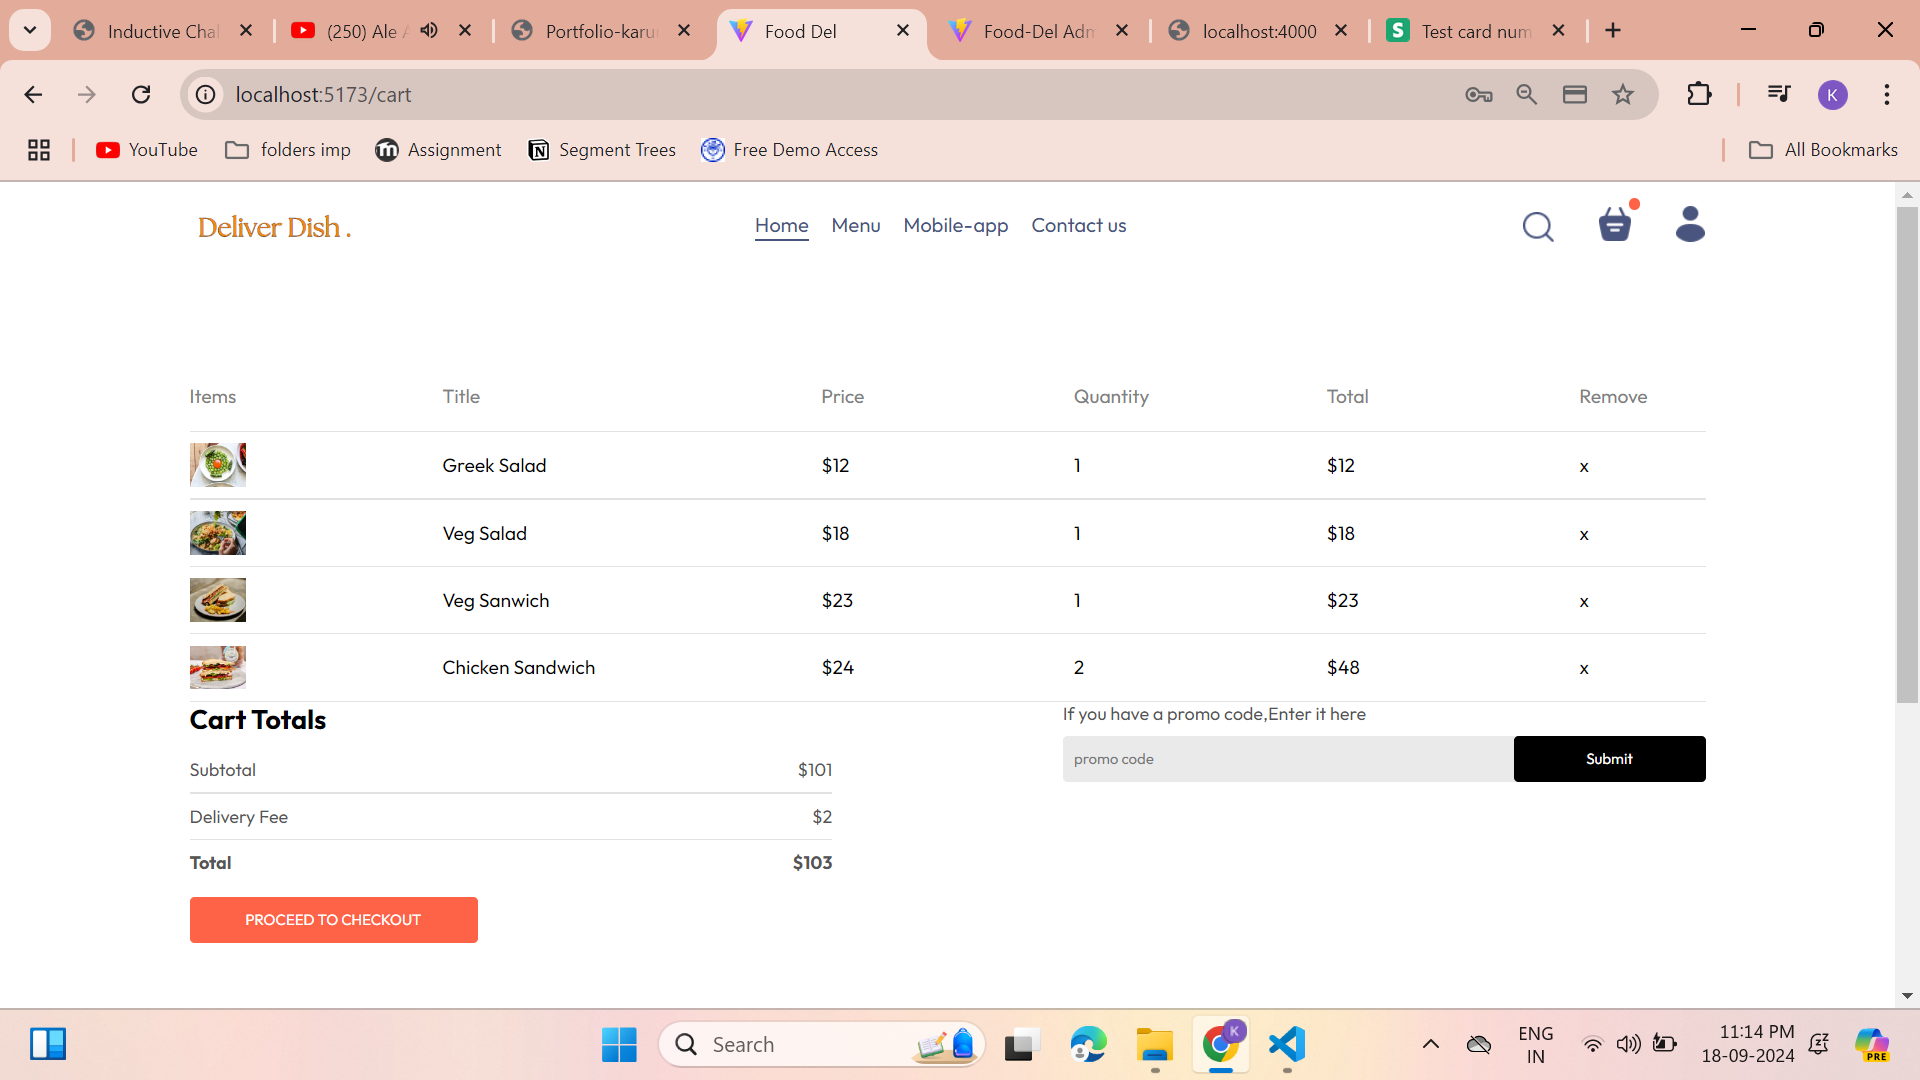 Inductive Cha
(250) Ale A
Portfolio-karu
Food Del
Food-Del Adm
localhost:4000
Test card num
localhost:5173/cart
K
YouTube
folders imp
Assignment
Segment Trees
Free Demo Access
All Bookmarks
Deliver Dish .
Home
Menu
Mobile-app
Contact us
Items Title Price Quantity Total Remove
Greek Salad $12 1 $12 x
Veg Salad $18 1 $18 x
Veg Sanwich $23 1 $23 x
Chicken Sandwich $24 2 $48 x
Cart Totals
Subtotal $101
Delivery Fee $2
Total $103
PROCEED TO CHECKOUT
If you have a promo code,Enter it here
promo code
Submit
Search
K
ENG
IN
11:14 PM
18-09-2024
PRE